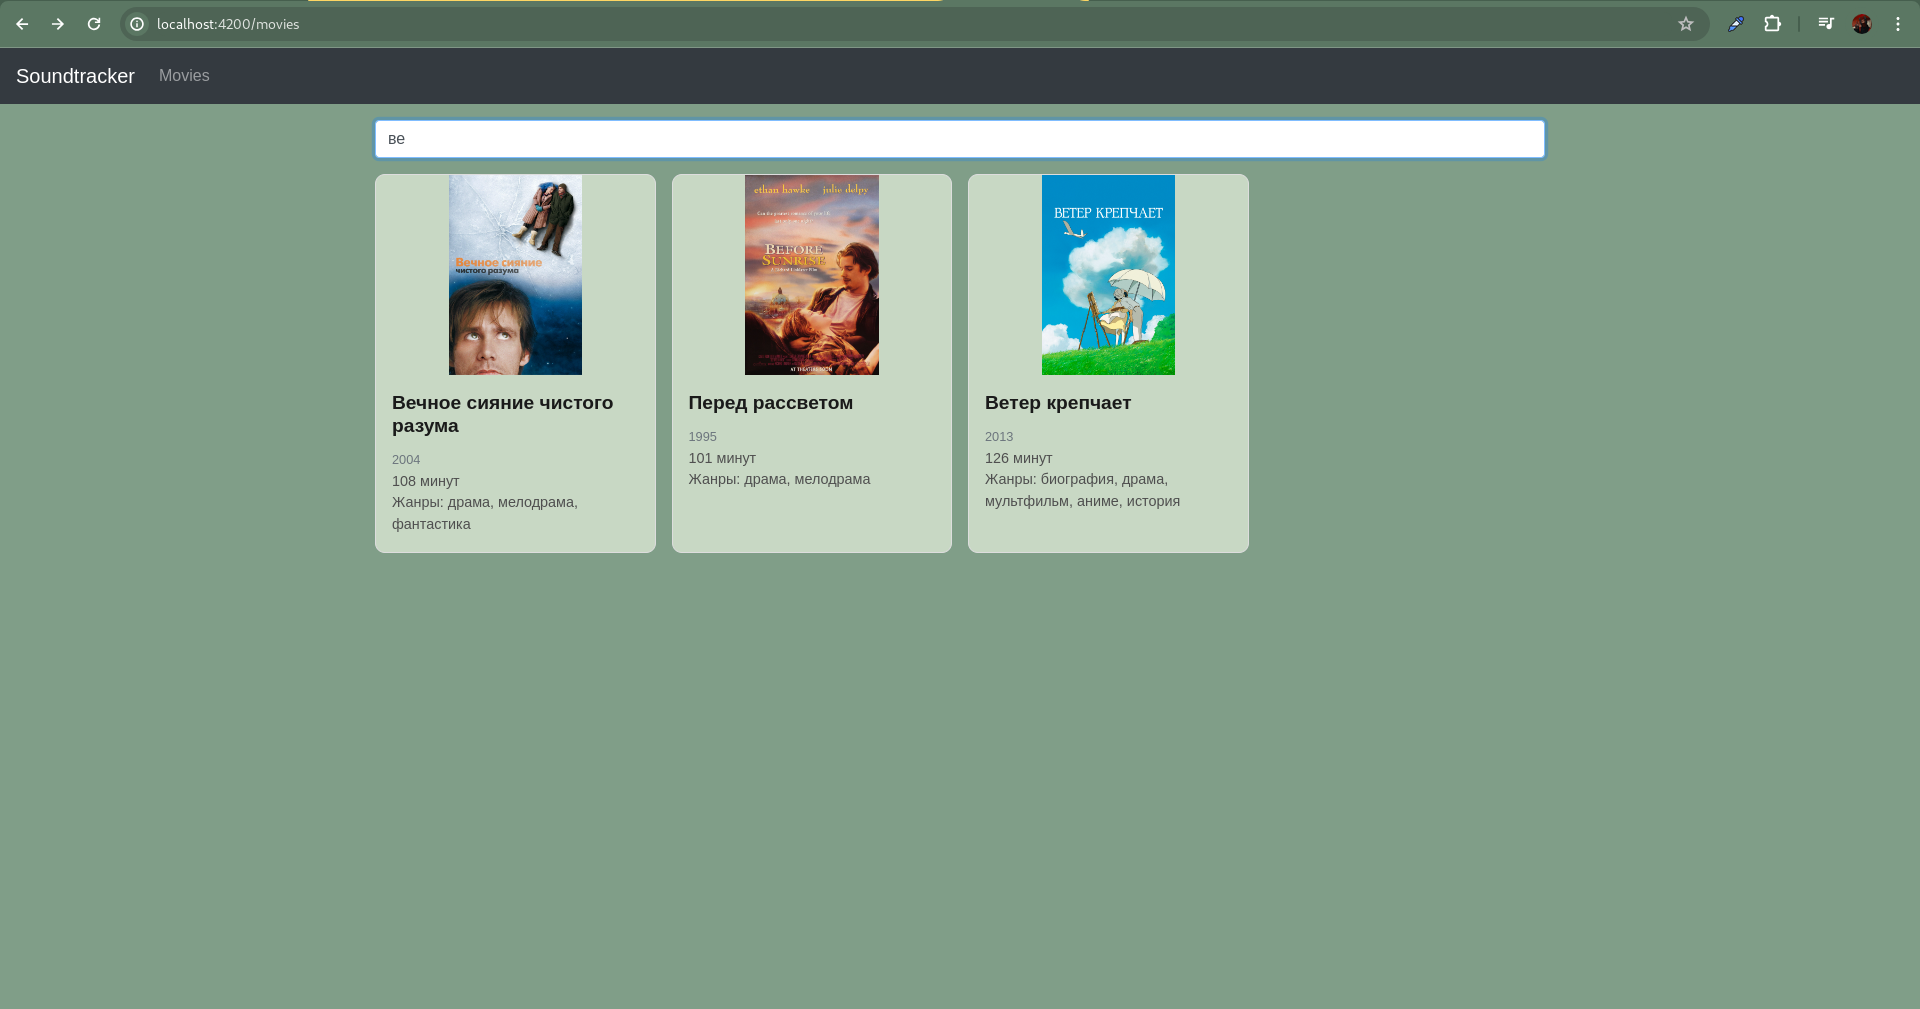 localhost:4200/movies
Soundtracker Movies
ве
Вечное сияние
чистого разума
ethan hawke julie delpy
BEFORE
SUNRISE
ВЕТЕР КРЕПЧАЕТ
Вечное сияние чистого
разума
2004
108 минут
Жанры: драма, мелодрама,
фантастика
Перед рассветом
1995
101 минут
Жанры: драма, мелодрама
Ветер крепчает
2013
126 минут
Жанры: биография, драма,
мультфильм, аниме, история